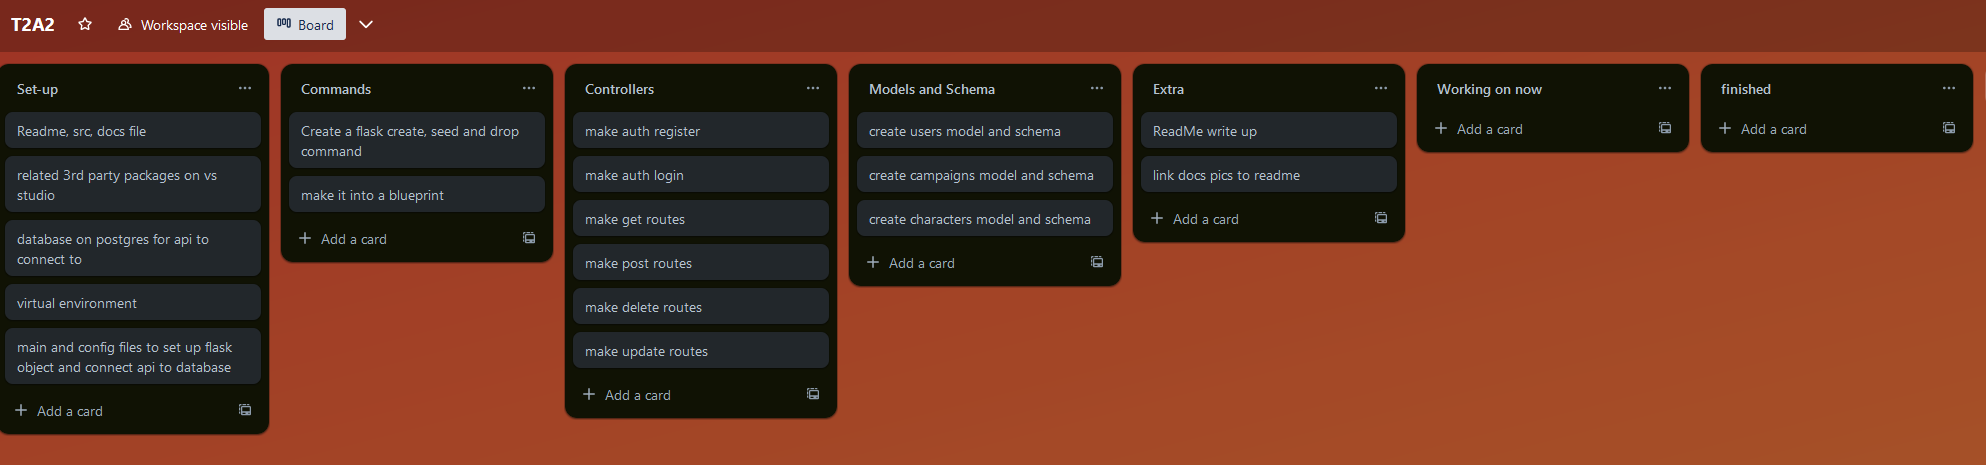 T2A2
Workspace visible
Board
Set-up
Readme, src, docs file
related 3rd party packages on vs
studio
database on postgres for api to
connect to
virtual environment
main and config files to set up flask
object and connect api to database
Add a card
Commands
Create a flask create, seed and drop
command
make it into a blueprint
Add a card
Controllers
make auth register
make auth login
make get routes
make post routes
make delete routes
make update routes
Add a card
Models and Schema
create users model and schema
create campaigns model and schema
create characters model and schema
Add a card
Extra
ReadMe write up
link docs pics to readme
Add a card
Working on now
Add a card
finished
Add a card